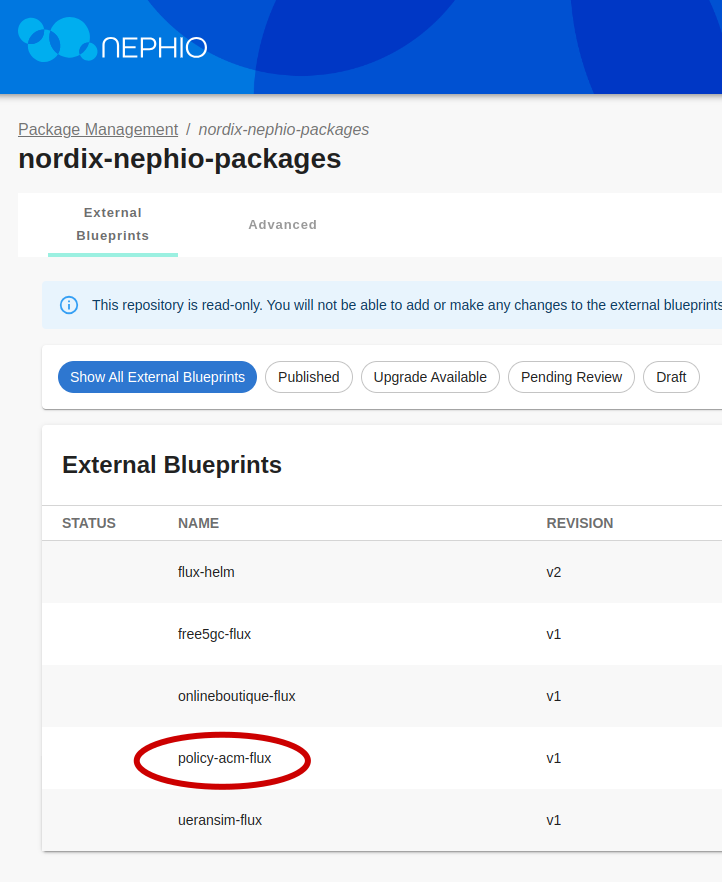 NEPHIO
Package Management / nordix-nephio-packages
nordix-nephio-packages
External
Blueprints
Advanced
This repository is read-only. You will not be able to add or make any changes to the external blueprints
Show All External Blueprints Published Upgrade Available Pending Review Draft
External Blueprints
STATUS NAME REVISION
flux-helm v2
free5gc-flux v1
onlineboutique-flux v1
policy-acm-flux v1
ueransim-flux v1